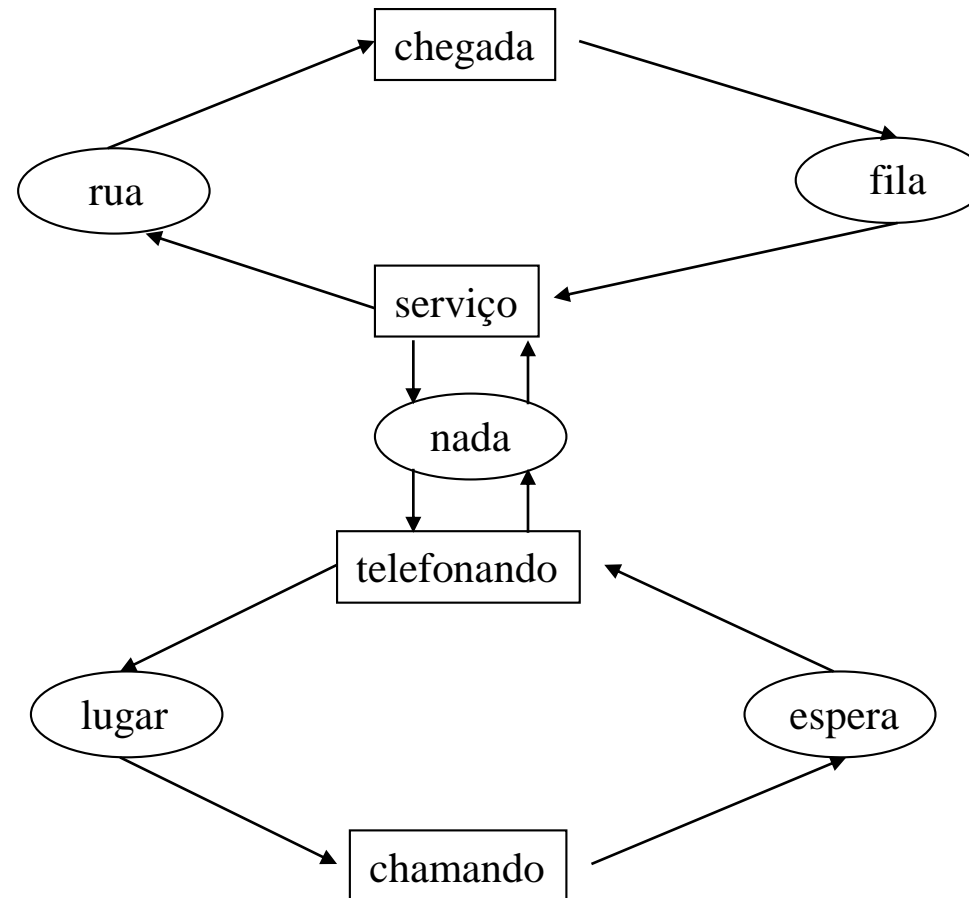 chegada
rua
fila
serviço
nada
telefonando
lugar
espera
chamando